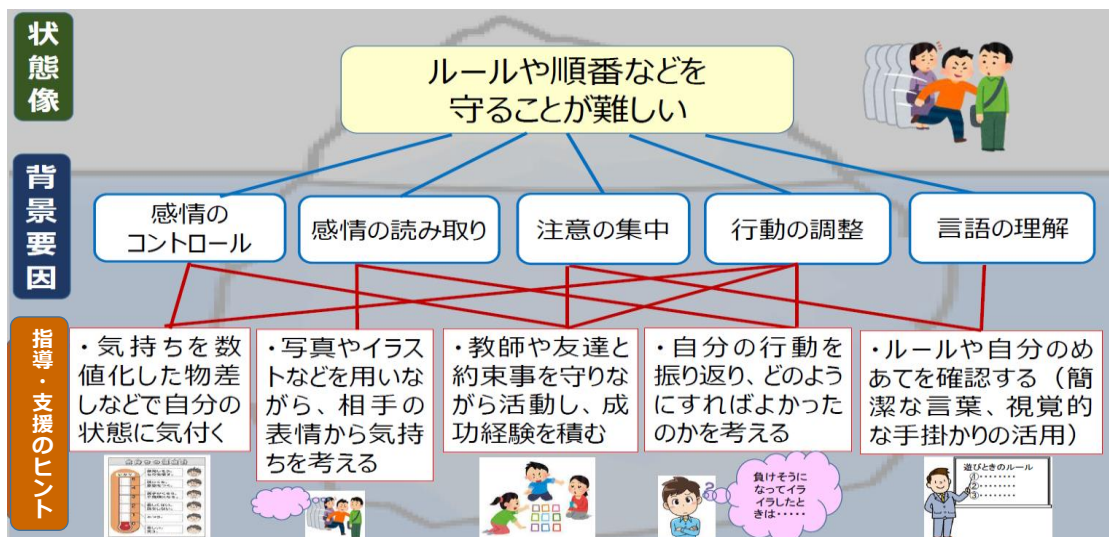 状態像
ルールや順番などを
守ることが難しい
背景要因
感情の
コントロール
感情の読み取り
注意の集中
行動の調整
言語の理解
指導・支援のヒント
・気持ちを数
値化した物差
しなどで自分の
状態に気付く
・写真やイラス
トなどを用いな
がら、相手の
表情から気持
ちを考える
・教師や友達と
約束事を守りな
がら活動し、成
功経験を積む
・自分の行動を
振り返り、どのよう
にすればよかった
のかを考える
・ルールや自分のめ
あてを確認する（簡
潔な言葉、視覚的
な手掛かりの活用）
負けそうに
なってイラ
イラしたと
きは・・・・・
遊びときのルール
①・・・・・・・・
②・・・・・・・・
③・・・・・・・・